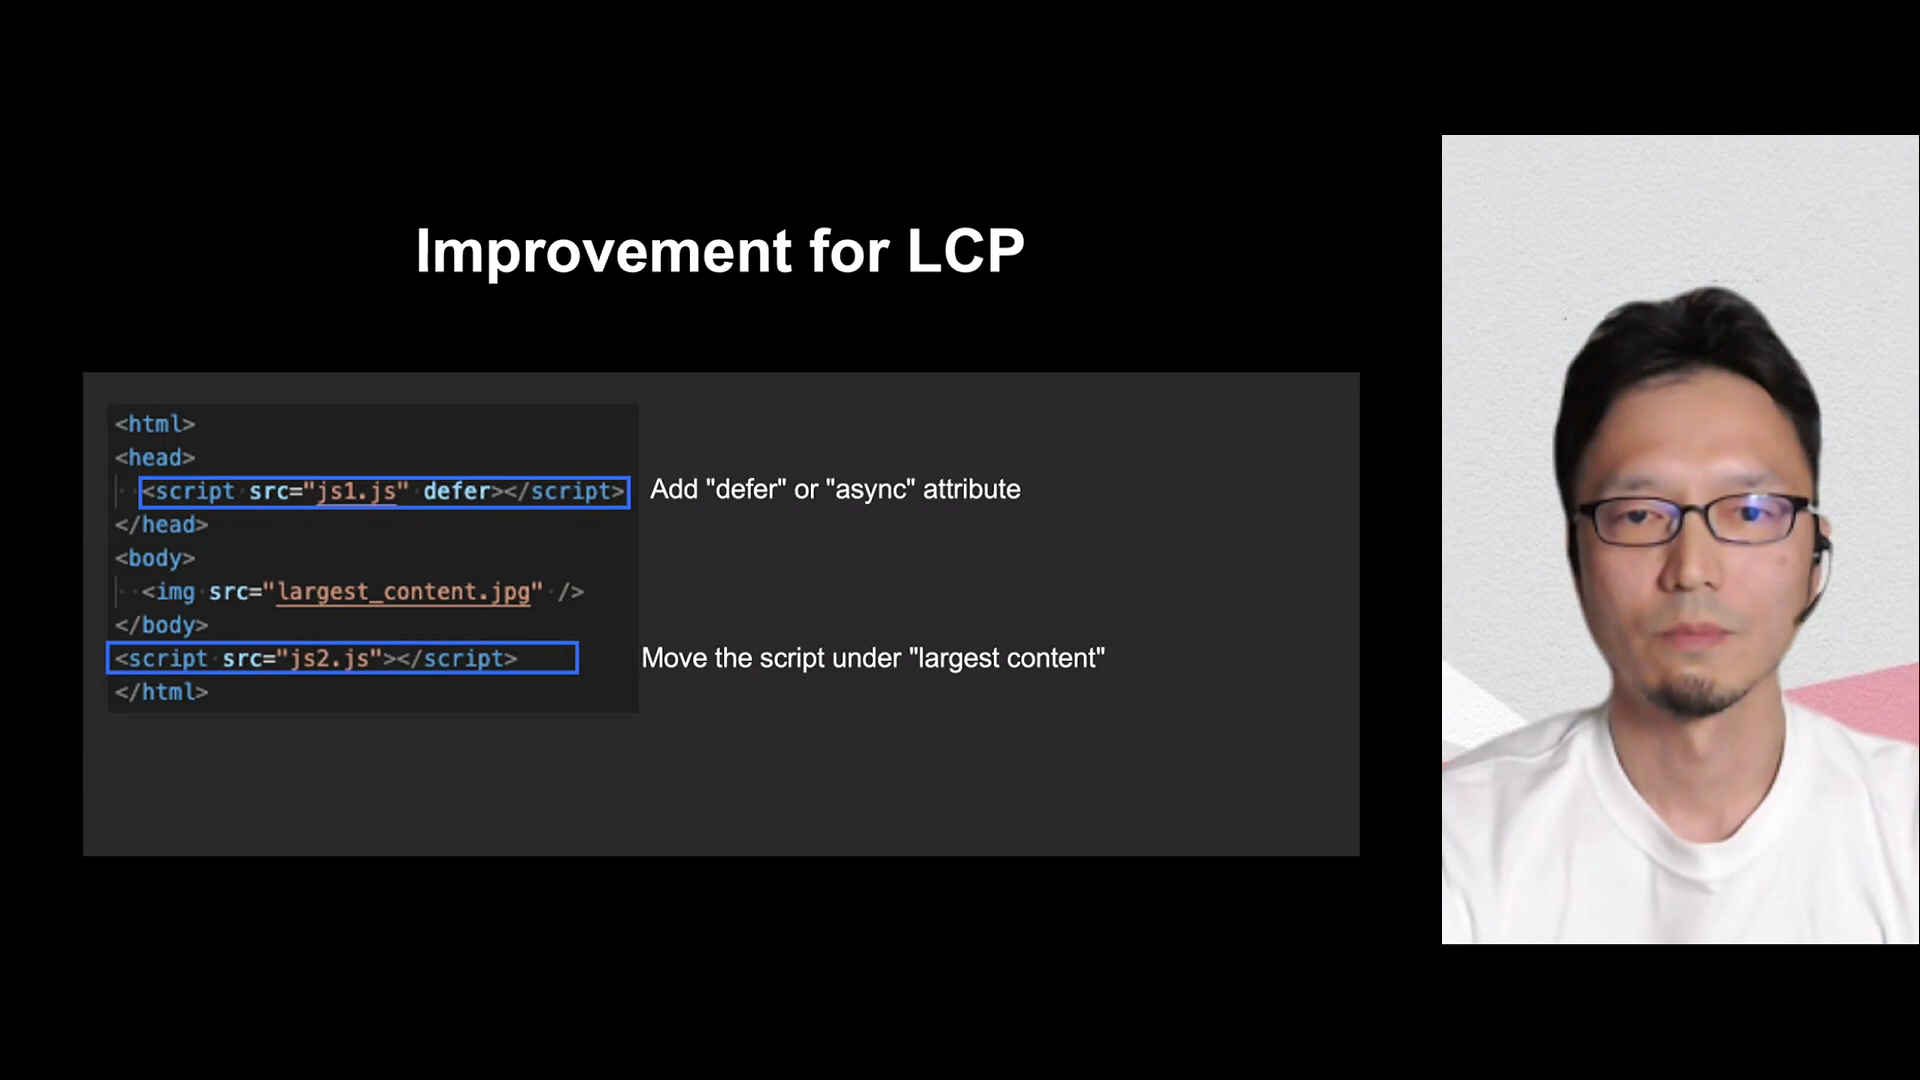 Improvement for LCP
<html>
<head>
<script src="js1.js" defer></script>
Add "defer" or "async" attribute
</head>
<body>
<img src="largest_content.jpg" />
</body>
<script src="js2.js"></script>
Move the script under "largest content"
</html>